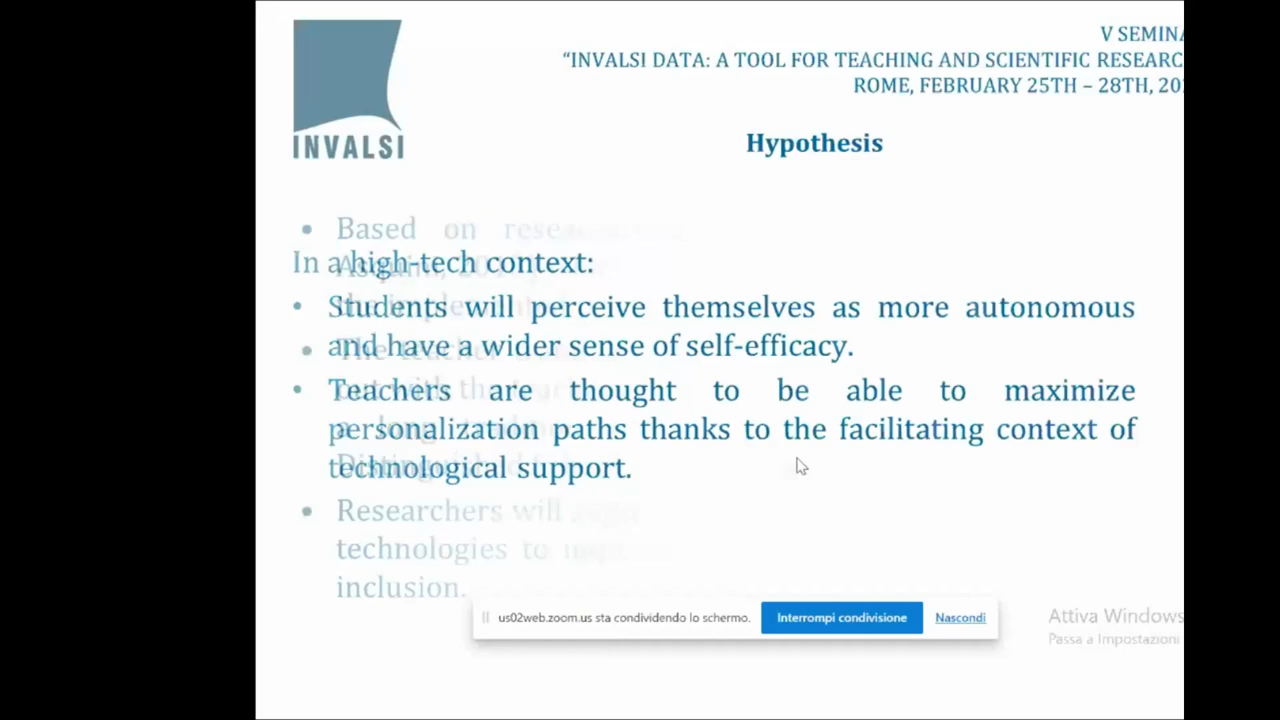 INVALSI
V SEMINA
“INVALSI DATA: A TOOL FOR TEACHING AND SCIENTIFIC RESEARC
ROME, FEBRUARY 25TH – 28TH, 20
Hypothesis
Based on
In a high-tech context:
• Students will perceive themselves as more autonomous
and have a wider sense of self-efficacy.
• Teachers are thought to be able to maximize
personalization paths thanks to the facilitating context of
technological support.
• Researchers will
technologies to
inclusion.
us02web.zoom.us sta condividendo lo schermo.
Interrompi condivisione
Nascondi
Attiva Windows
Passa a Impostazioni